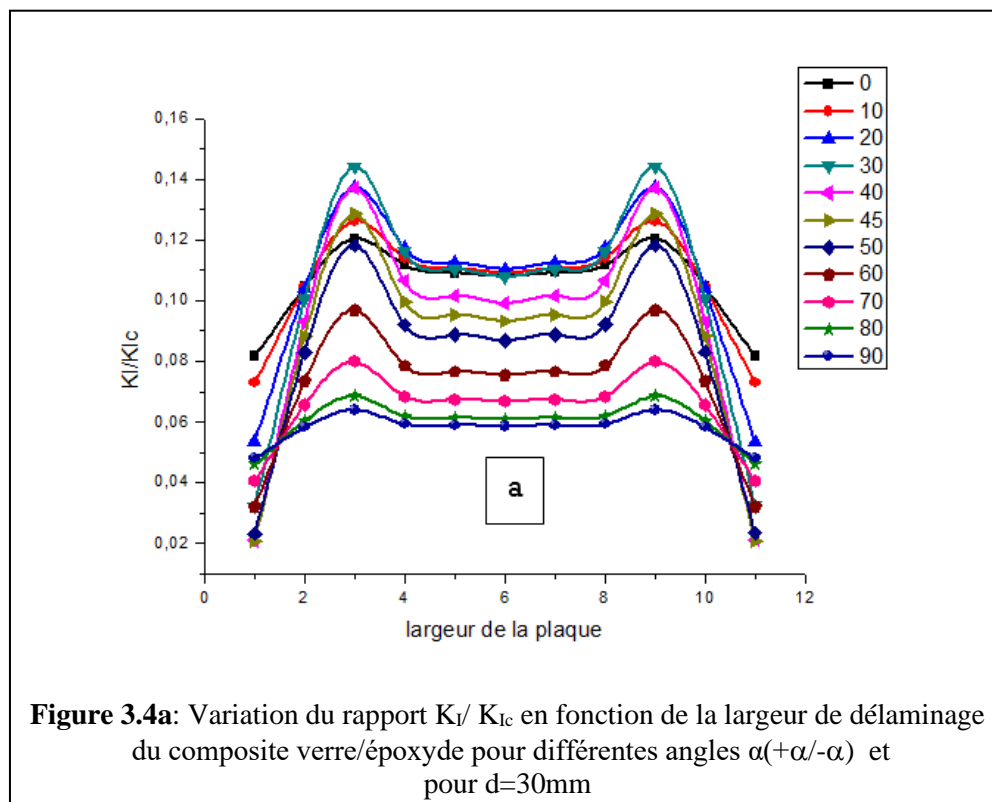 0
10
20
30
40
45
50
60
70
80
90
0,16
0,14
0,12
0,10
0,08
0,06
0,04
0,02
KI/KIc
a
0 2 4 6 8 10 12
largeur de la plaque
Figure 3.4a: Variation du rapport KI/ KIc en fonction de la largeur de délaminage
du composite verre/époxyde pour différentes angles α(+α/-α) et
pour d=30mm